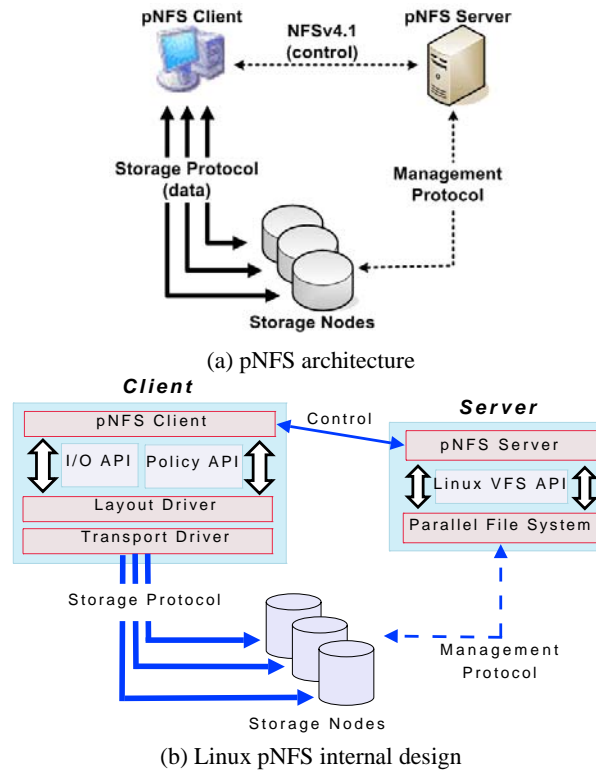 pNFS Client
pNFS Server
NFSv4.1
(control)
Storage Protocol
(data)
Management
Protocol
Storage Nodes
(a) pNFS architecture
Client
Server
pNFS Client
Control
pNFS Server
I/O API
Policy API
Linux VFS API
Layout Driver
Parallel File System
Transport Driver
Storage Protocol
Management
Protocol
Storage Nodes
(b) Linux pNFS internal design